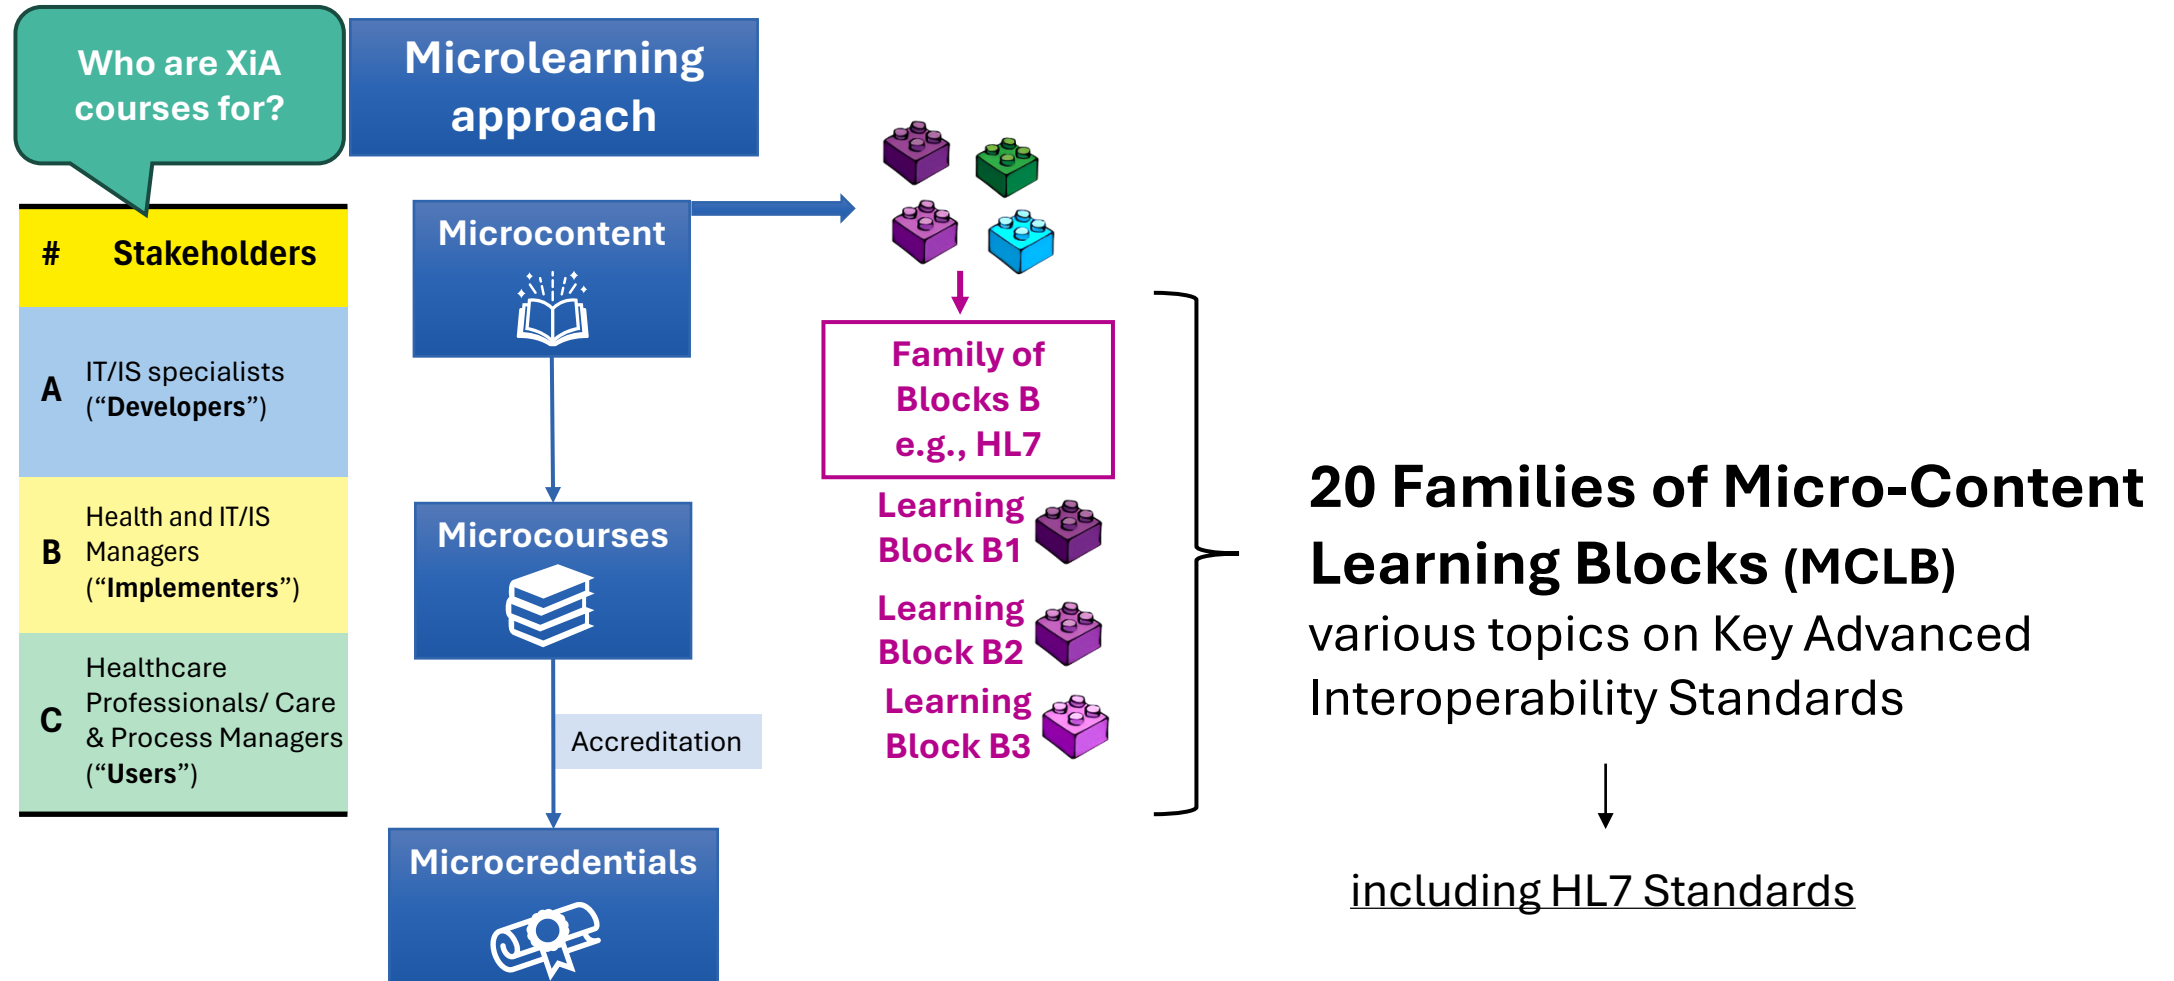 Who are XiA
courses for?
Microlearning
approach
# Stakeholders
A
IT/IS specialists
(“Developers”)
B
Health and IT/IS
Managers
(“Implementers”)
C
Healthcare
Professionals/ Care
& Process Managers
(“Users”)
Microcontent
Microcourses
Accreditation
Microcredentials
Family of
Blocks B
e.g., HL7
Learning
Block B1
Learning
Block B2
Learning
Block B3
20 Families of Micro-Content
Learning Blocks (MCLB)
various topics on Key Advanced
Interoperability Standards
including HL7 Standards